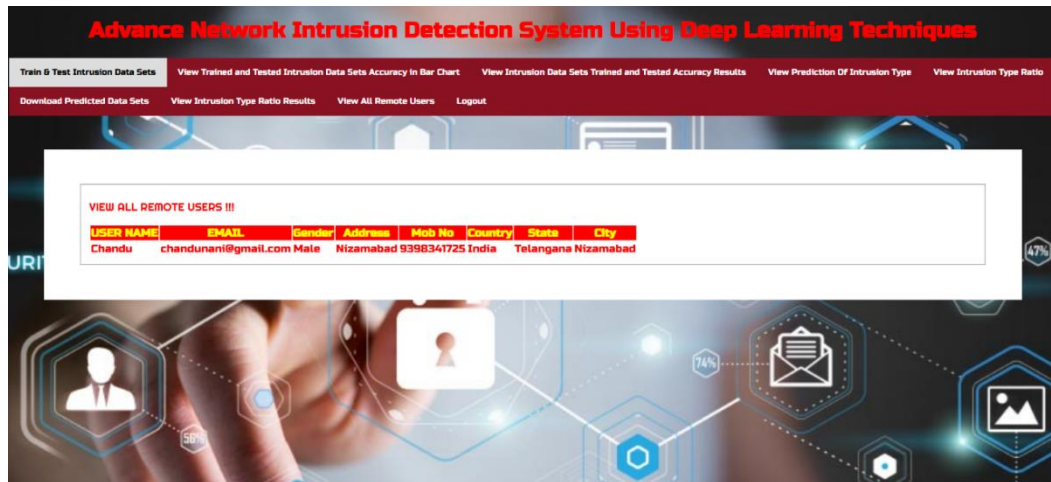 Advance Network Intrusion Detection System Using Deep Learning Techniques
Train & Test Intrusion Data Sets View Trained and Tested Intrusion Data Sets Accuracy in Bar Chart View Intrusion Data Sets Trained and Tested Accuracy Results View Prediction Of Intrusion Type View Intrusion Type Ratio
Download Predicted Data Sets View Intrusion Type Ratio Results View All Remote Users Logout
VIEW ALL REMOTE USERS !!!
USER NAME EMAIL Gender Address Mob No Country State City
Chandu chandunani@gmail.com Male Nizamabad 9398341725 India Telangana Nizamabad
URI
47%
74%
56%